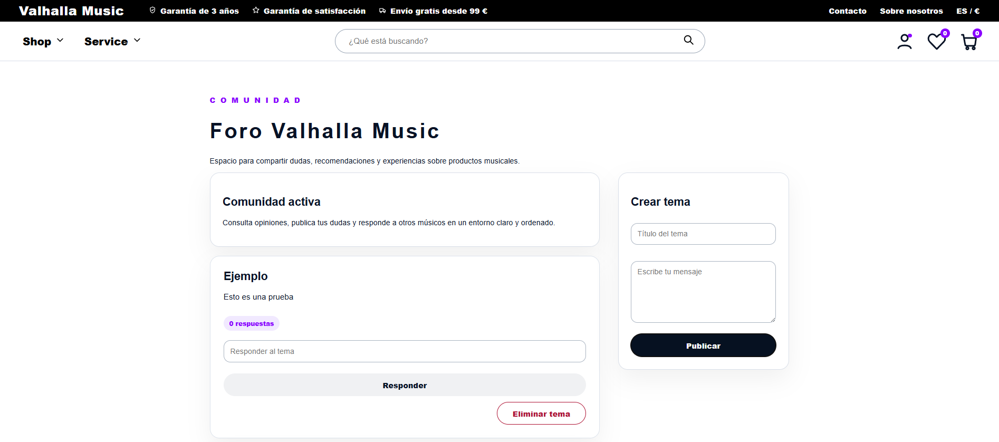 Valhalla Music
Garantía de 3 años
Garantía de satisfacción
Envío gratis desde 99 €
Contacto
Sobre nosotros
ES / €
Shop
Service
¿Qué está buscando?
0
0
COMUNIDAD
Foro Valhalla Music
Espacio para compartir dudas, recomendaciones y experiencias sobre productos musicales.
Comunidad activa
Consulta opiniones, publica tus dudas y responde a otros músicos en un entorno claro y ordenado.
Ejemplo
Esto es una prueba
0 respuestas
Responder al tema
Responder
Eliminar tema
Crear tema
Título del tema
Escribe tu mensaje
Publicar